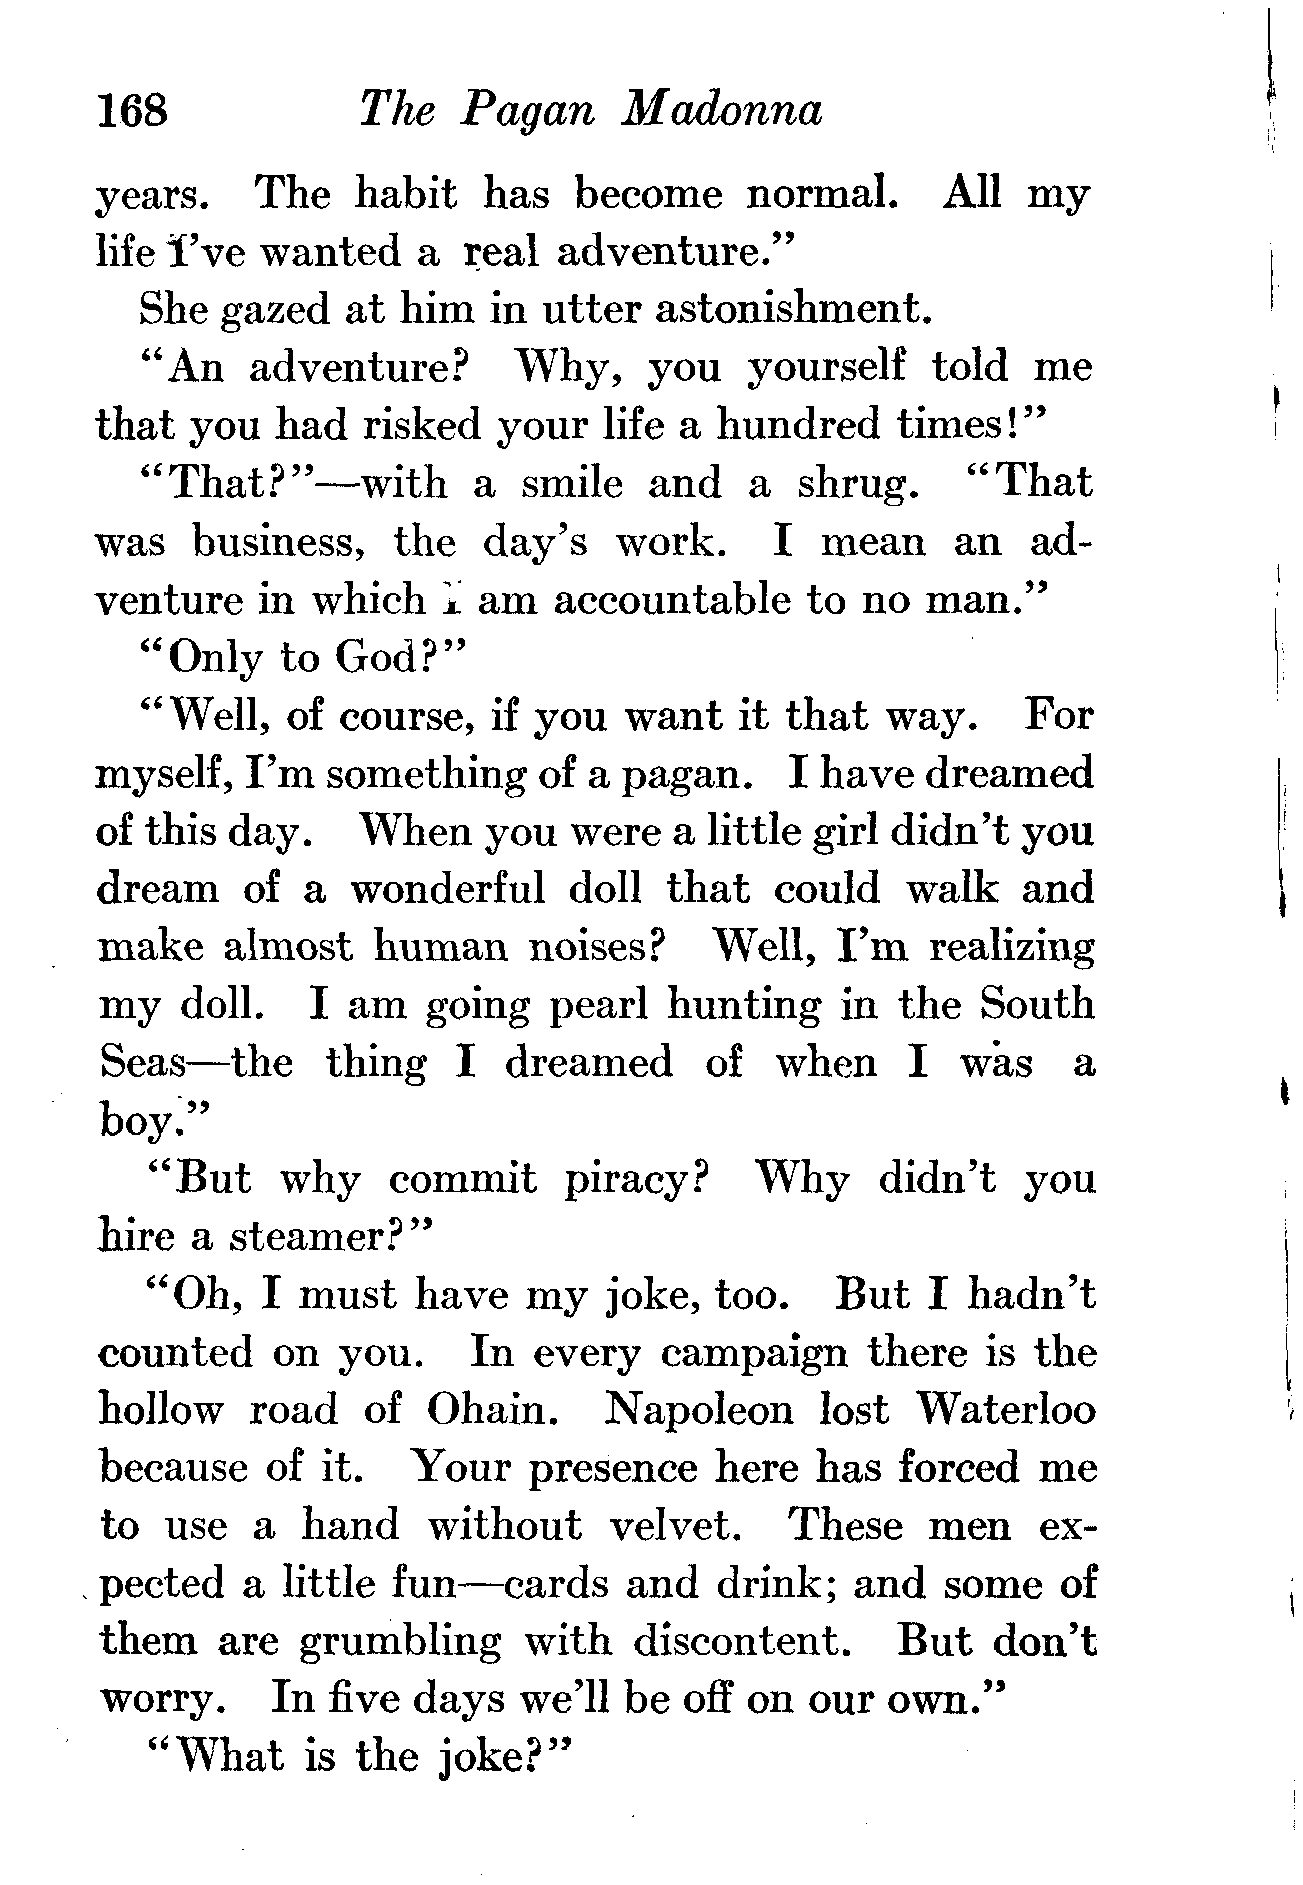 168 The Pagan Madonna
years. The habit has become normal. All my
life I've wanted a real adventure."
She gazed at him in utter astonishment.
"An adventure? Why, you yourself told me
that you had risked your life a hundred times!"
"That?"—with a smile and a shrug. "That
was business, the day's work. I mean an ad-
venture in which I am accountable to no man."
"Only to God?"
"Well, of course, if you want it that way. For
myself, I'm something of a pagan. I have dreamed
of this day. When you were a little girl didn't you
dream of a wonderful doll that could walk and
make almost human noises? Well, I'm realizing
my doll. I am going pearl hunting in the South
Seas—the thing I dreamed of when I was a
boy."
"But why commit piracy? Why didn't you
hire a steamer?"
"Oh, I must have my joke, too. But I hadn't
counted on you. In every campaign there is the
hollow road of Ohain. Napoleon lost Waterloo
because of it. Your presence here has forced me
to use a hand without velvet. These men ex-
pected a little fun—cards and drink; and some of
them are grumbling with discontent. But don't
worry. In five days we'll be off on our own."
"What is the joke?"